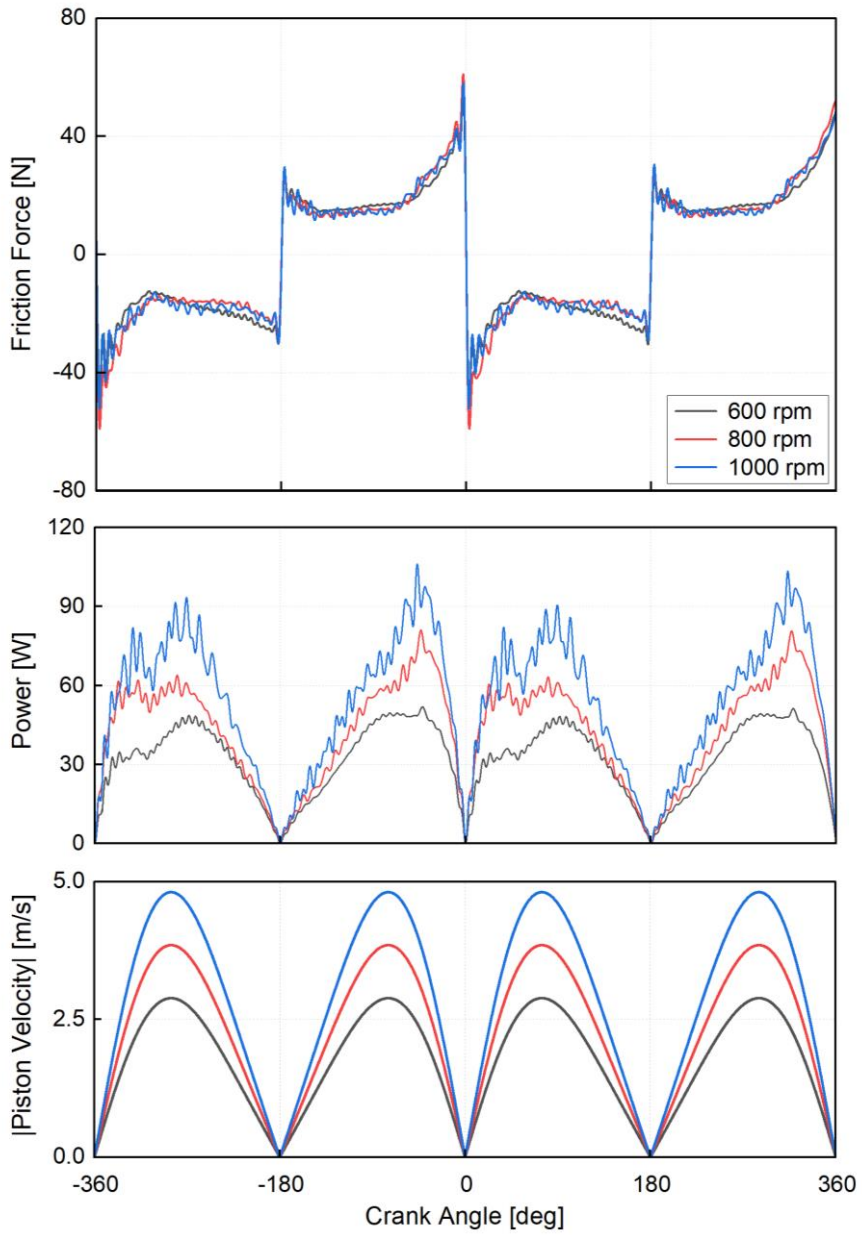 80
40
0
-40
-80
Friction Force [N]
600 rpm
800 rpm
1000 rpm
120
90
60
30
0
Power [W]
5.0
2.5
0.0
|Piston Velocity| [m/s]
-360 -180 0 180 360
Crank Angle [deg]